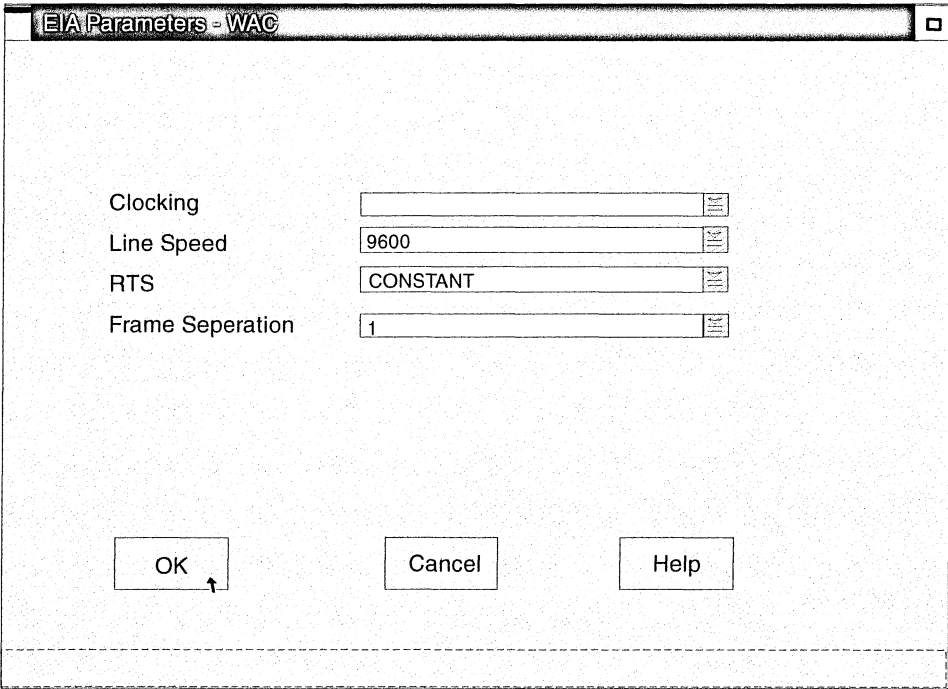 EIA Parameters - WAC
Clocking
Line Speed 9600
RTS CONSTANT
Frame Seperation 1
OK Cancel Help